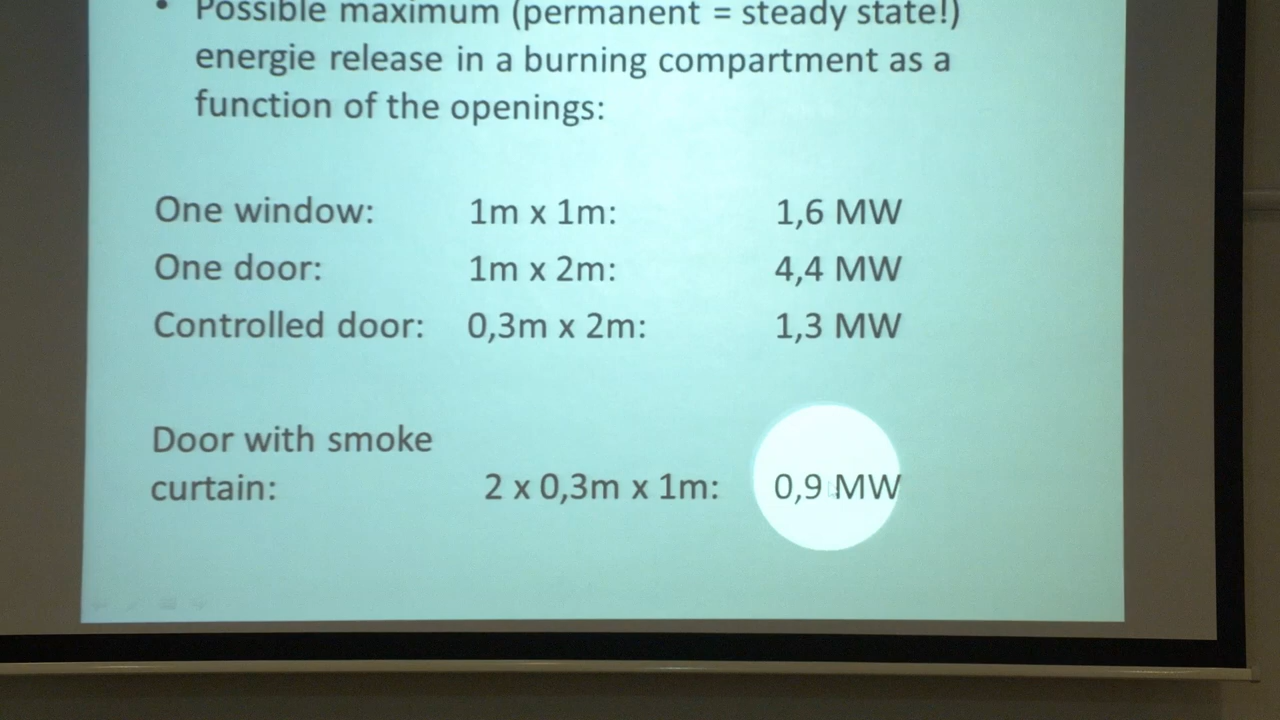 • Possible maximum (permanent = steady state!)
energie release in a burning compartment as a
function of the openings:
One window: 1m x 1m: 1,6 MW
One door: 1m x 2m: 4,4 MW
Controlled door: 0,3m x 2m: 1,3 MW
Door with smoke
curtain: 2 x 0,3m x 1m: 0,9 MW